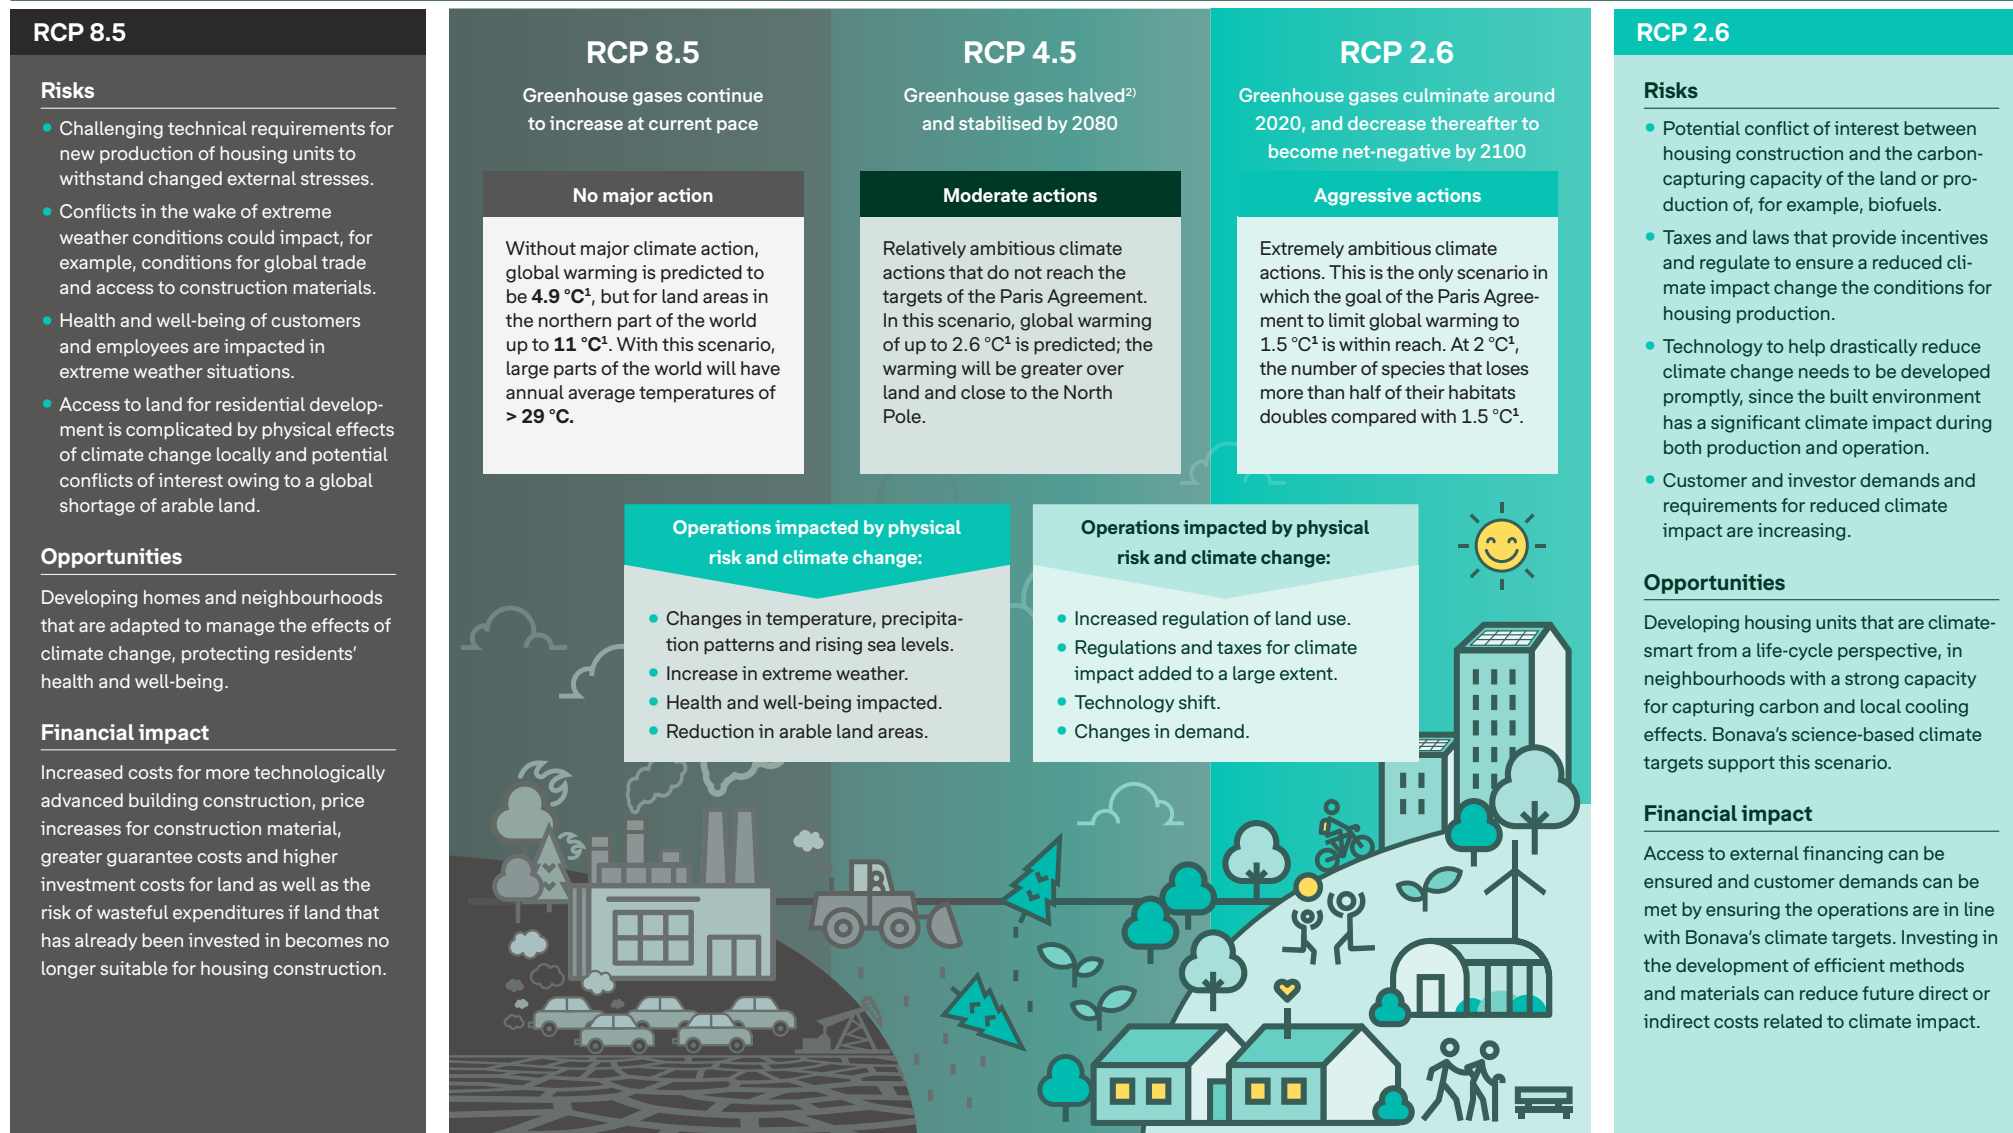 RCP 8.5
Risks
• Challenging technical requirements for
new production of housing units to
withstand changed external stresses.
• Conflicts in the wake of extreme
weather conditions could impact, for
example, conditions for global trade
and access to construction materials.
• Health and well-being of customers
and employees are impacted in
extreme weather situations.
• Access to land for residential develop-
ment is complicated by physical effects
of climate change locally and potential
conflicts of interest owing to a global
shortage of arable land.
Opportunities
Developing homes and neighbourhoods
that are adapted to manage the effects of
climate change, protecting residents’
health and well-being.
Financial impact
Increased costs for more technologically
advanced building construction, price
increases for construction material,
greater guarantee costs and higher
investment costs for land as well as the
risk of wasteful expenditures if land that
has already been invested in becomes no
longer suitable for housing construction.
RCP 8.5
Greenhouse gases continue
to increase at current pace
No major action
Without major climate action,
global warming is predicted to
be 4.9 °C¹, but for land areas in
the northern part of the world
up to 11 °C¹. With this scenario,
large parts of the world will have
annual average temperatures of
> 29 °C.
RCP 4.5
Greenhouse gases halved²⁾
and stabilised by 2080
Moderate actions
Relatively ambitious climate
actions that do not reach the
targets of the Paris Agreement.
In this scenario, global warming
of up to 2.6 °C¹ is predicted; the
warming will be greater over
land and close to the North
Pole.
RCP 2.6
Greenhouse gases culminate around
2020, and decrease thereafter to
become net-negative by 2100
Aggressive actions
Extremely ambitious climate
actions. This is the only scenario in
which the goal of the Paris Agree-
ment to limit global warming to
1.5 °C¹ is within reach. At 2 °C¹,
the number of species that loses
more than half of their habitats
doubles compared with 1.5 °C¹.
Operations impacted by physical
risk and climate change:
• Changes in temperature, precipita-
tion patterns and rising sea levels.
• Increase in extreme weather.
• Health and well-being impacted.
• Reduction in arable land areas.
Operations impacted by physical
risk and climate change:
• Increased regulation of land use.
• Regulations and taxes for climate
impact added to a large extent.
• Technology shift.
• Changes in demand.
RCP 2.6
Risks
• Potential conflict of interest between
housing construction and the carbon-
capturing capacity of the land or pro-
duction of, for example, biofuels.
• Taxes and laws that provide incentives
and regulate to ensure a reduced cli-
mate impact change the conditions for
housing production.
• Technology to help drastically reduce
climate change needs to be developed
promptly, since the built environment
has a significant climate impact during
both production and operation.
• Customer and investor demands and
requirements for reduced climate
impact are increasing.
Opportunities
Developing housing units that are climate-
smart from a life-cycle perspective, in
neighbourhoods with a strong capacity
for capturing carbon and local cooling
effects. Bonava’s science-based climate
targets support this scenario.
Financial impact
Access to external financing can be
ensured and customer demands can be
met by ensuring the operations are in line
with Bonava’s climate targets. Investing in
the development of efficient methods
and materials can reduce future direct or
indirect costs related to climate impact.